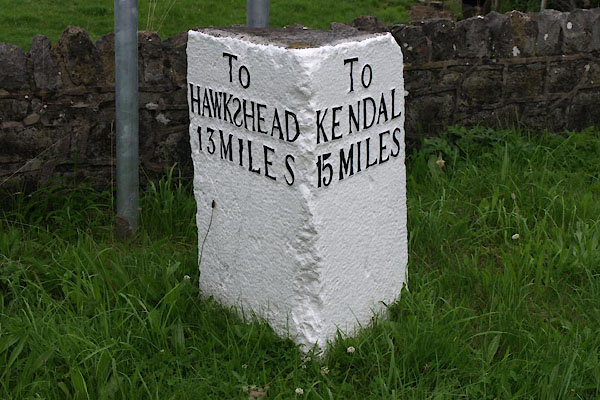 To
HAWKSHEAD
13 MILES
To
KENDAL
15 MILES